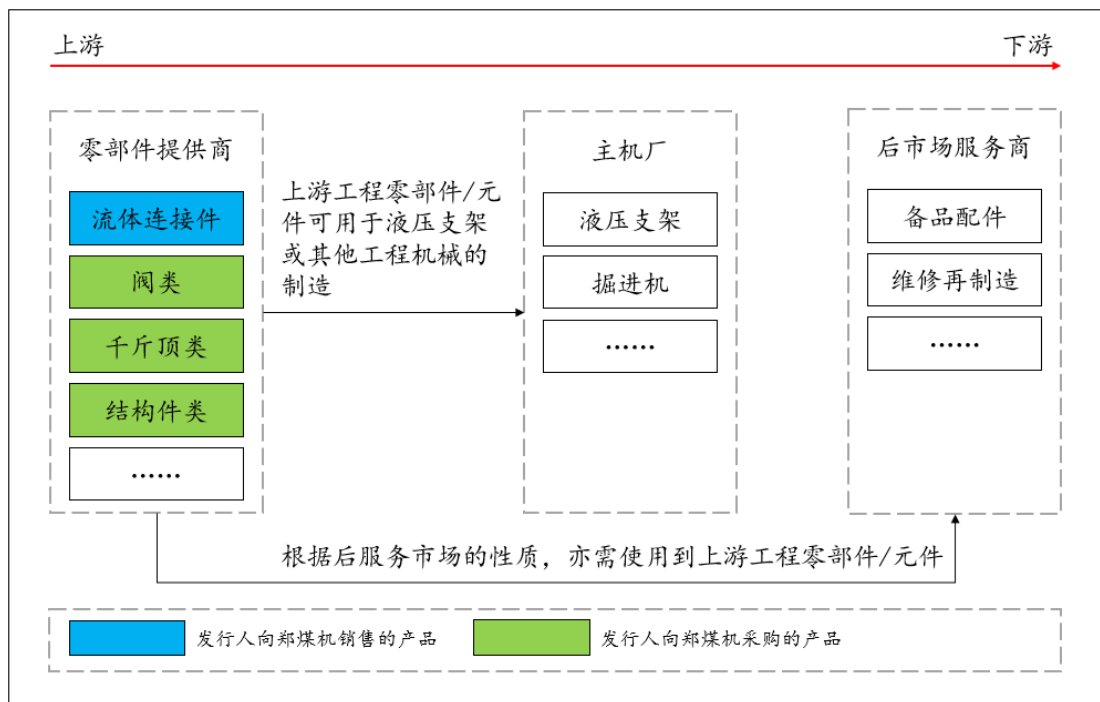 上游
下游
零部件提供商
流体连接件
阀类
千斤顶类
结构件类
……
上游工程零部件/元
件可用于液压支架
或其他工程机械的
制造
主机厂
液压支架
掘进机
……
后市场服务商
备品配件
维修再制造
……
根据后服务市场的性质，亦需使用到上游工程零部件/元件
发行人向郑煤机销售的产品
发行人向郑煤机采购的产品